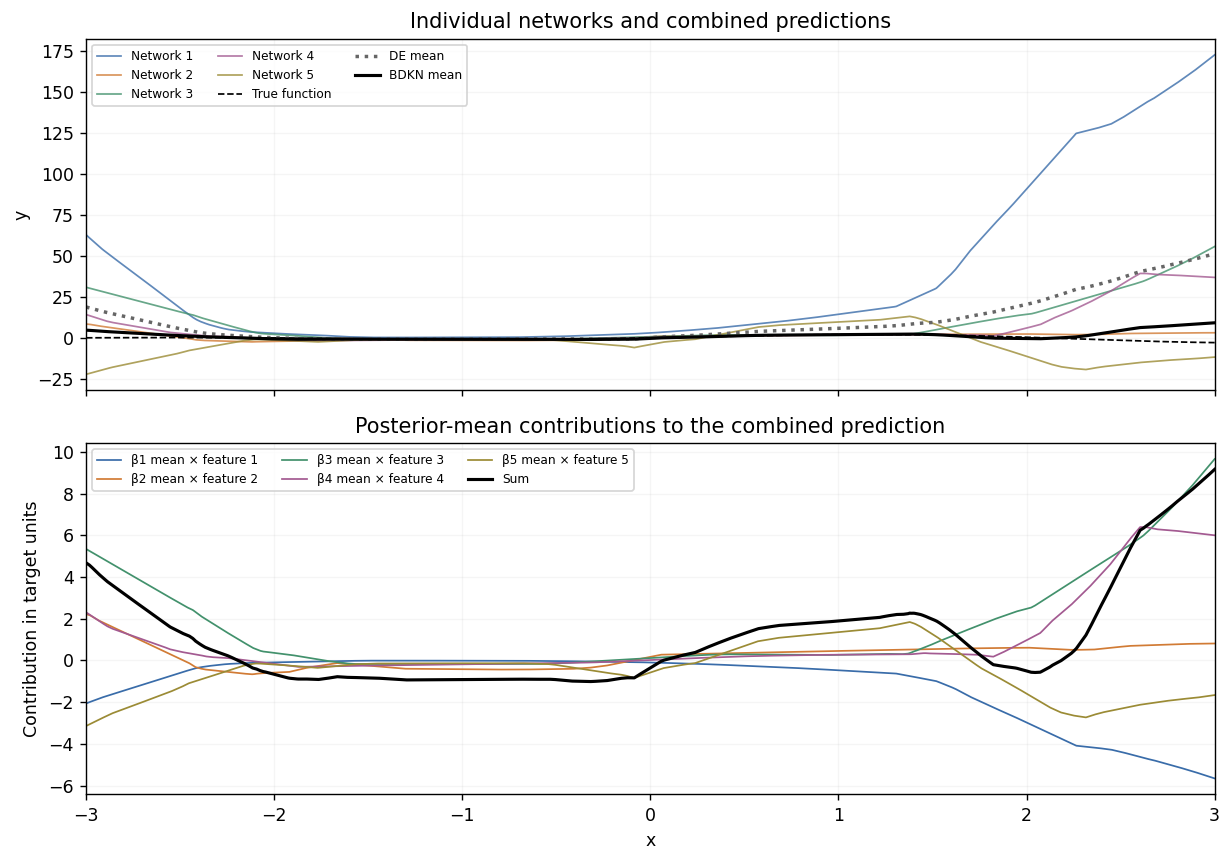 Individual networks and combined predictions
Network 1
Network 2
Network 3
Network 4
Network 5
True function
DE mean
BDKN mean
175
150
125
100
75
50
25
0
−25
y
Posterior-mean contributions to the combined prediction
β1 mean × feature 1
β2 mean × feature 2
β3 mean × feature 3
β4 mean × feature 4
β5 mean × feature 5
Sum
10
8
6
4
2
0
−2
−4
−6
Contribution in target units
−3
−2
−1
0
1
2
3
x